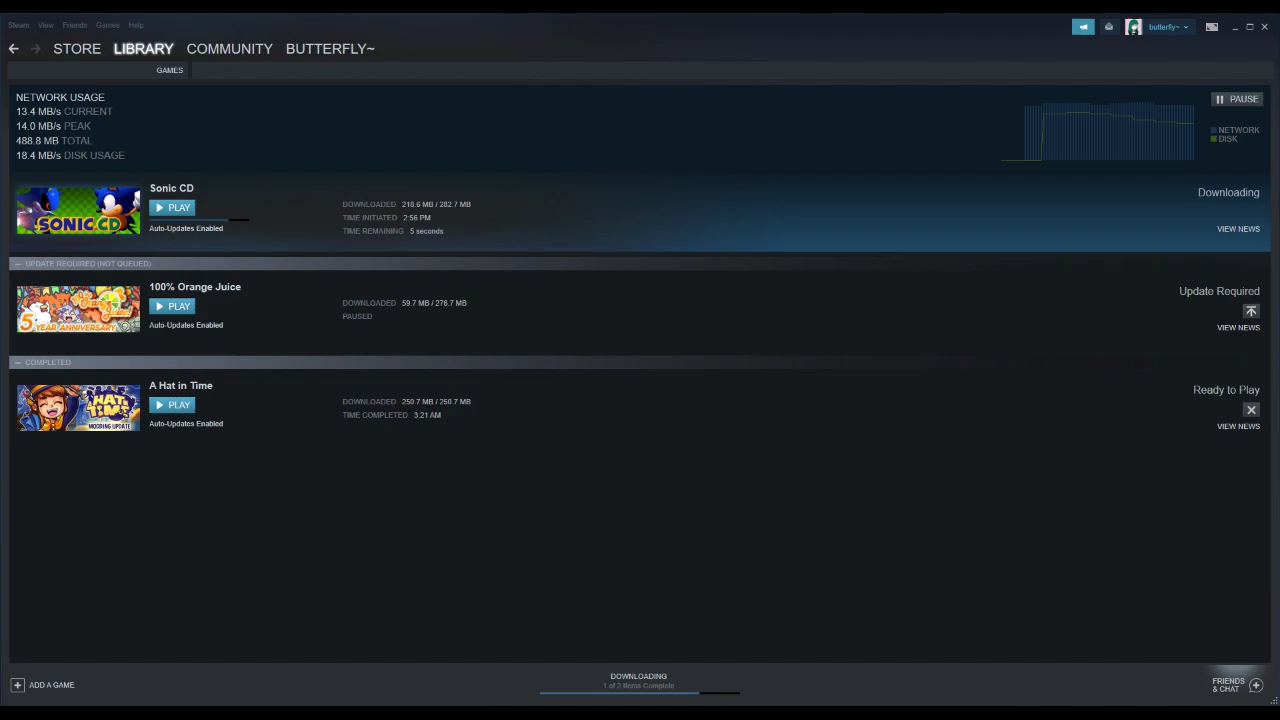 Steam View Friends Games Help
butterfly~
STORE LIBRARY COMMUNITY BUTTERFLY~
GAMES
NETWORK USAGE
13.4 MB/s CURRENT
14.0 MB/s PEAK
488.8 MB TOTAL
18.4 MB/s DISK USAGE
PAUSE
NETWORK
DISK
SONIC CD
Sonic CD
PLAY
Auto-Updates Enabled
DOWNLOADED 218.6 MB / 282.7 MB
TIME INITIATED 2:56 PM
TIME REMAINING 5 seconds
Downloading
VIEW NEWS
UPDATE REQUIRED (NOT QUEUED)
5 YEAR ANNIVERSARY
100% Orange Juice
PLAY
Auto-Updates Enabled
DOWNLOADED 59.7 MB / 276.7 MB
PAUSED
Update Required
VIEW NEWS
COMPLETED
HAT IN TIME
MODDING UPDATE
A Hat in Time
PLAY
Auto-Updates Enabled
DOWNLOADED 250.7 MB / 250.7 MB
TIME COMPLETED 3:21 AM
Ready to Play
VIEW NEWS
ADD A GAME
DOWNLOADING
1 of 2 Items Complete
FRIENDS
& CHAT